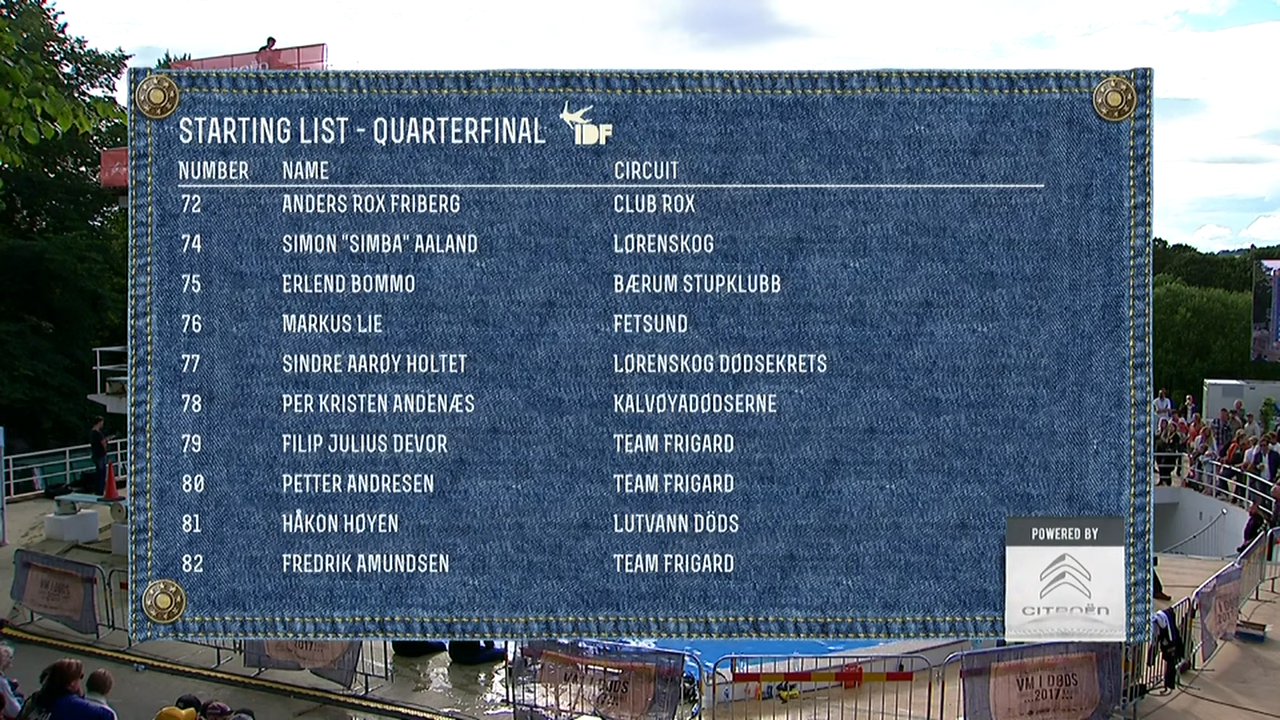 STARTING LIST - QUARTERFINAL IDF
NUMBER NAME CIRCUIT
72 ANDERS ROX FRIBERG CLUB ROX
74 SIMON "SIMBA" AALAND LØRENSKOG
75 ERLEND BOMMO BÆRUM STUPKLUBB
76 MARKUS LIE FETSUND
77 SINDRE AARØY HOLTET LØRENSKOG DØDSEKRETS
78 PER KRISTEN ANDENÆS KALVØYADØDSERNE
79 FILIP JULIUS DEVOR TEAM FRIGARD
80 PETTER ANDRESEN TEAM FRIGARD
81 HÅKON HØYEN LUTVANN DÖDS
82 FREDRIK AMUNDSEN TEAM FRIGARD
POWERED BY
CITROËN
VM I DØDS
2017